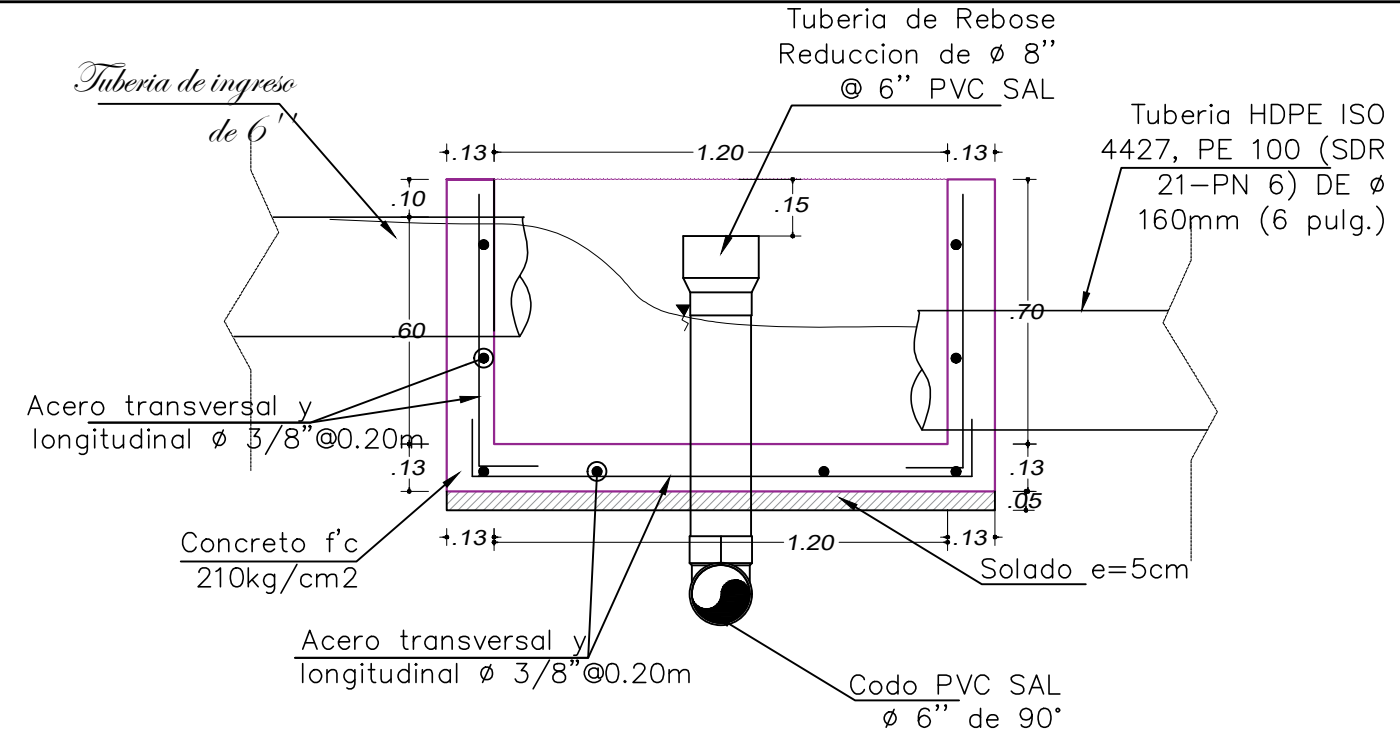 Tuberia de Rebose
Reduccion de ø 8’’
@ 6’’ PVC SAL
Tuberia de ingreso
de 6’’
Tuberia HDPE ISO
4427, PE 100 (SDR
21-PN 6) DE ø
160mm (6 pulg.)
.13
1.20
.13
.10
.15
.60
.70
Acero transversal y
longitudinal ø 3/8”@0.20m
.13
.13
.05
.13
1.20
.13
Concreto f’c
210kg/cm2
Solado e=5cm
Acero transversal y
longitudinal ø 3/8”@0.20m
Codo PVC SAL
ø 6’’ de 90°